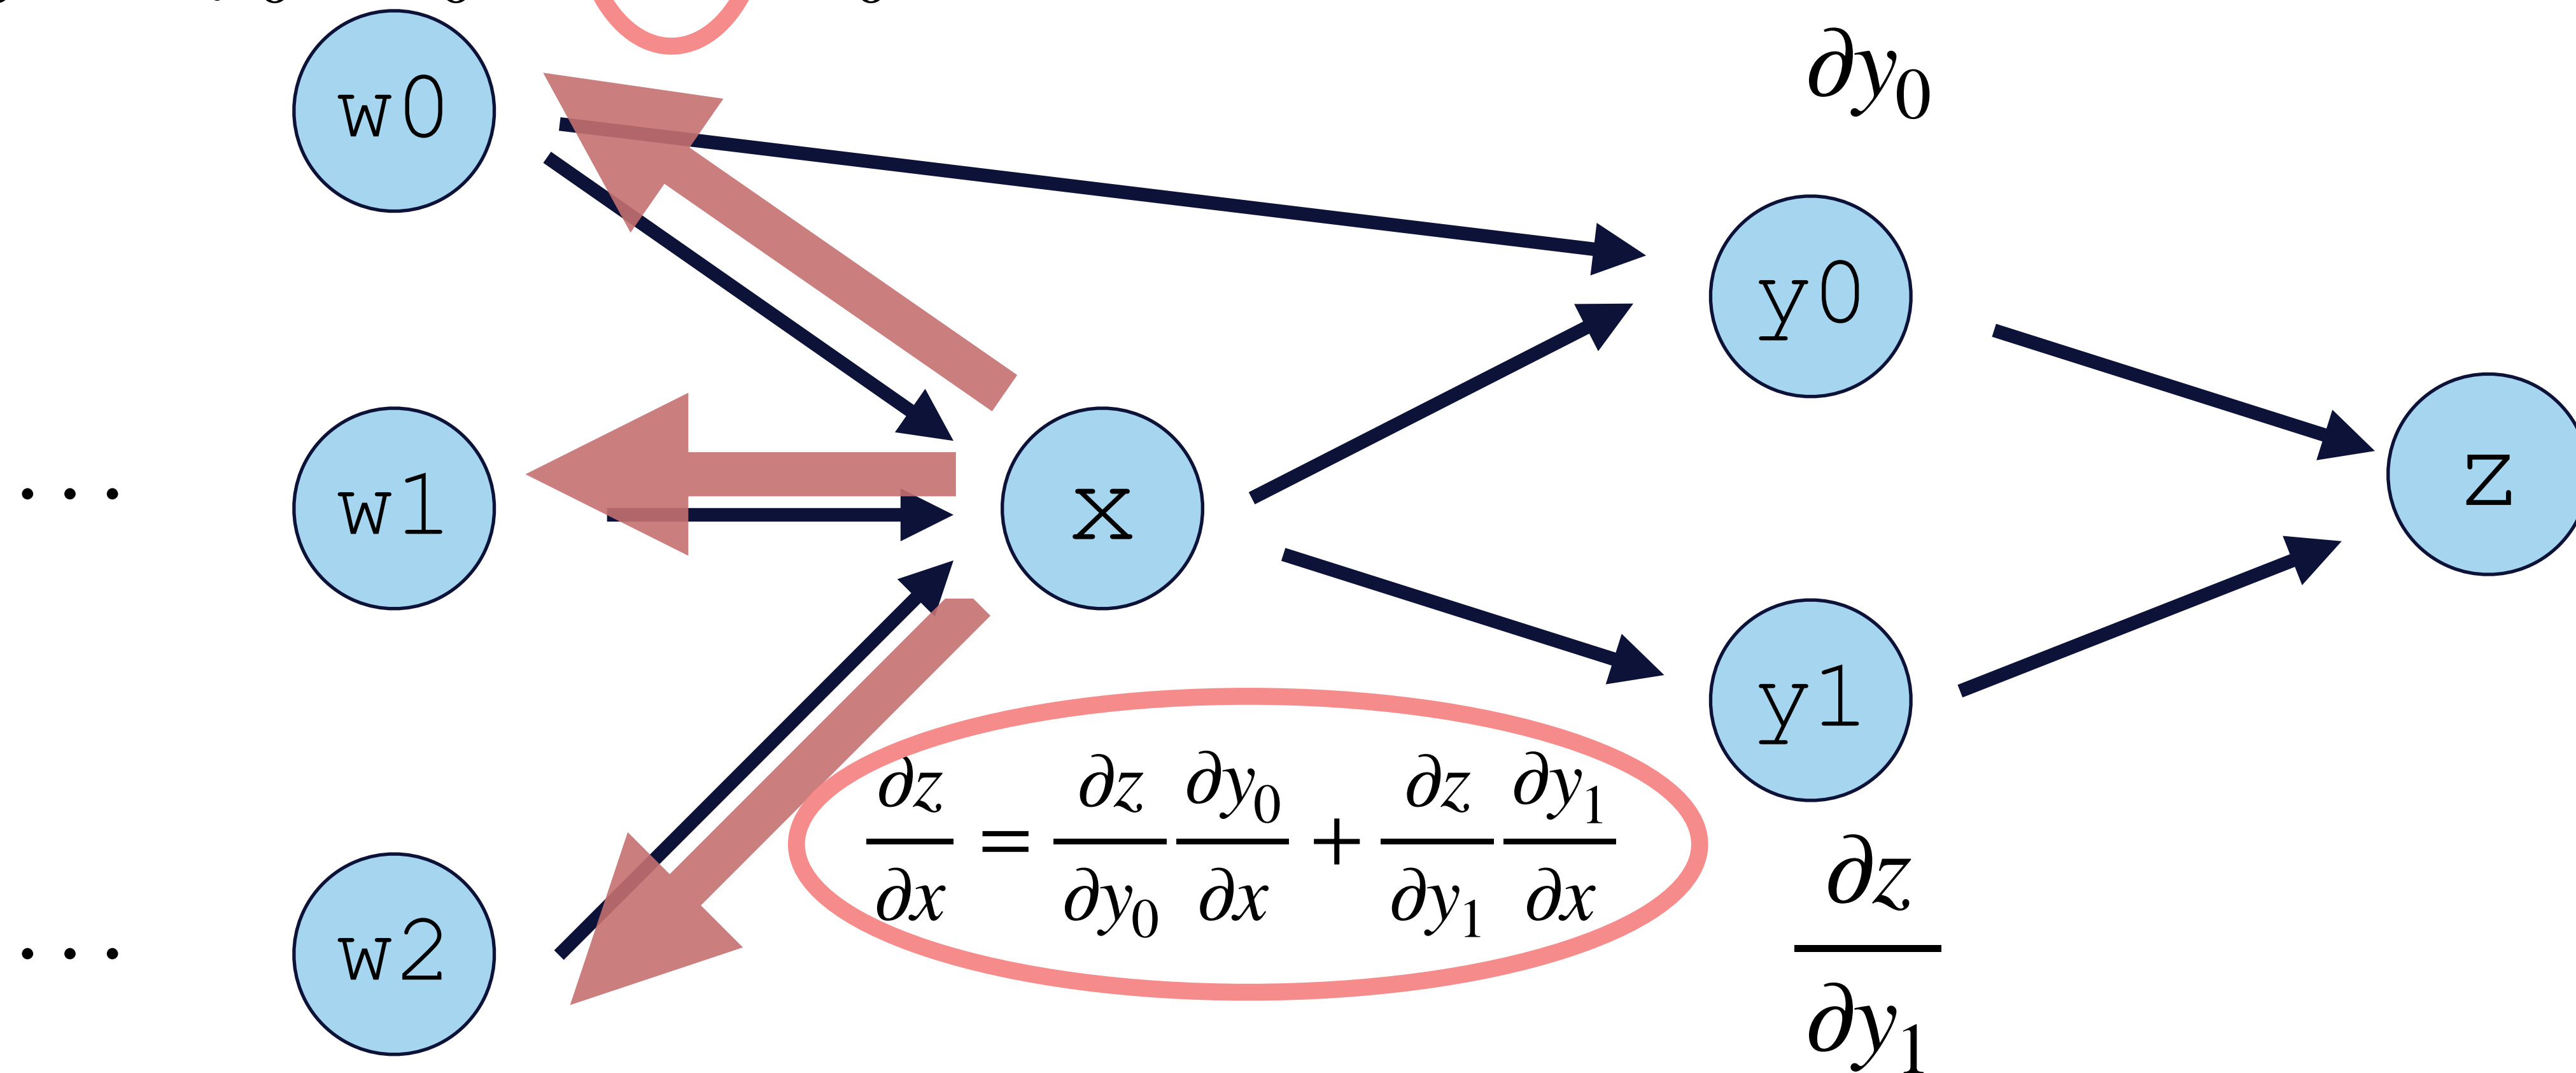 w0
∂y₀
y0
w1
x
z
...
y1
∂z/∂x = ∂z/∂y₀ ∂y₀/∂x + ∂z/∂y₁ ∂y₁/∂x
∂z/∂y₁
w2
...